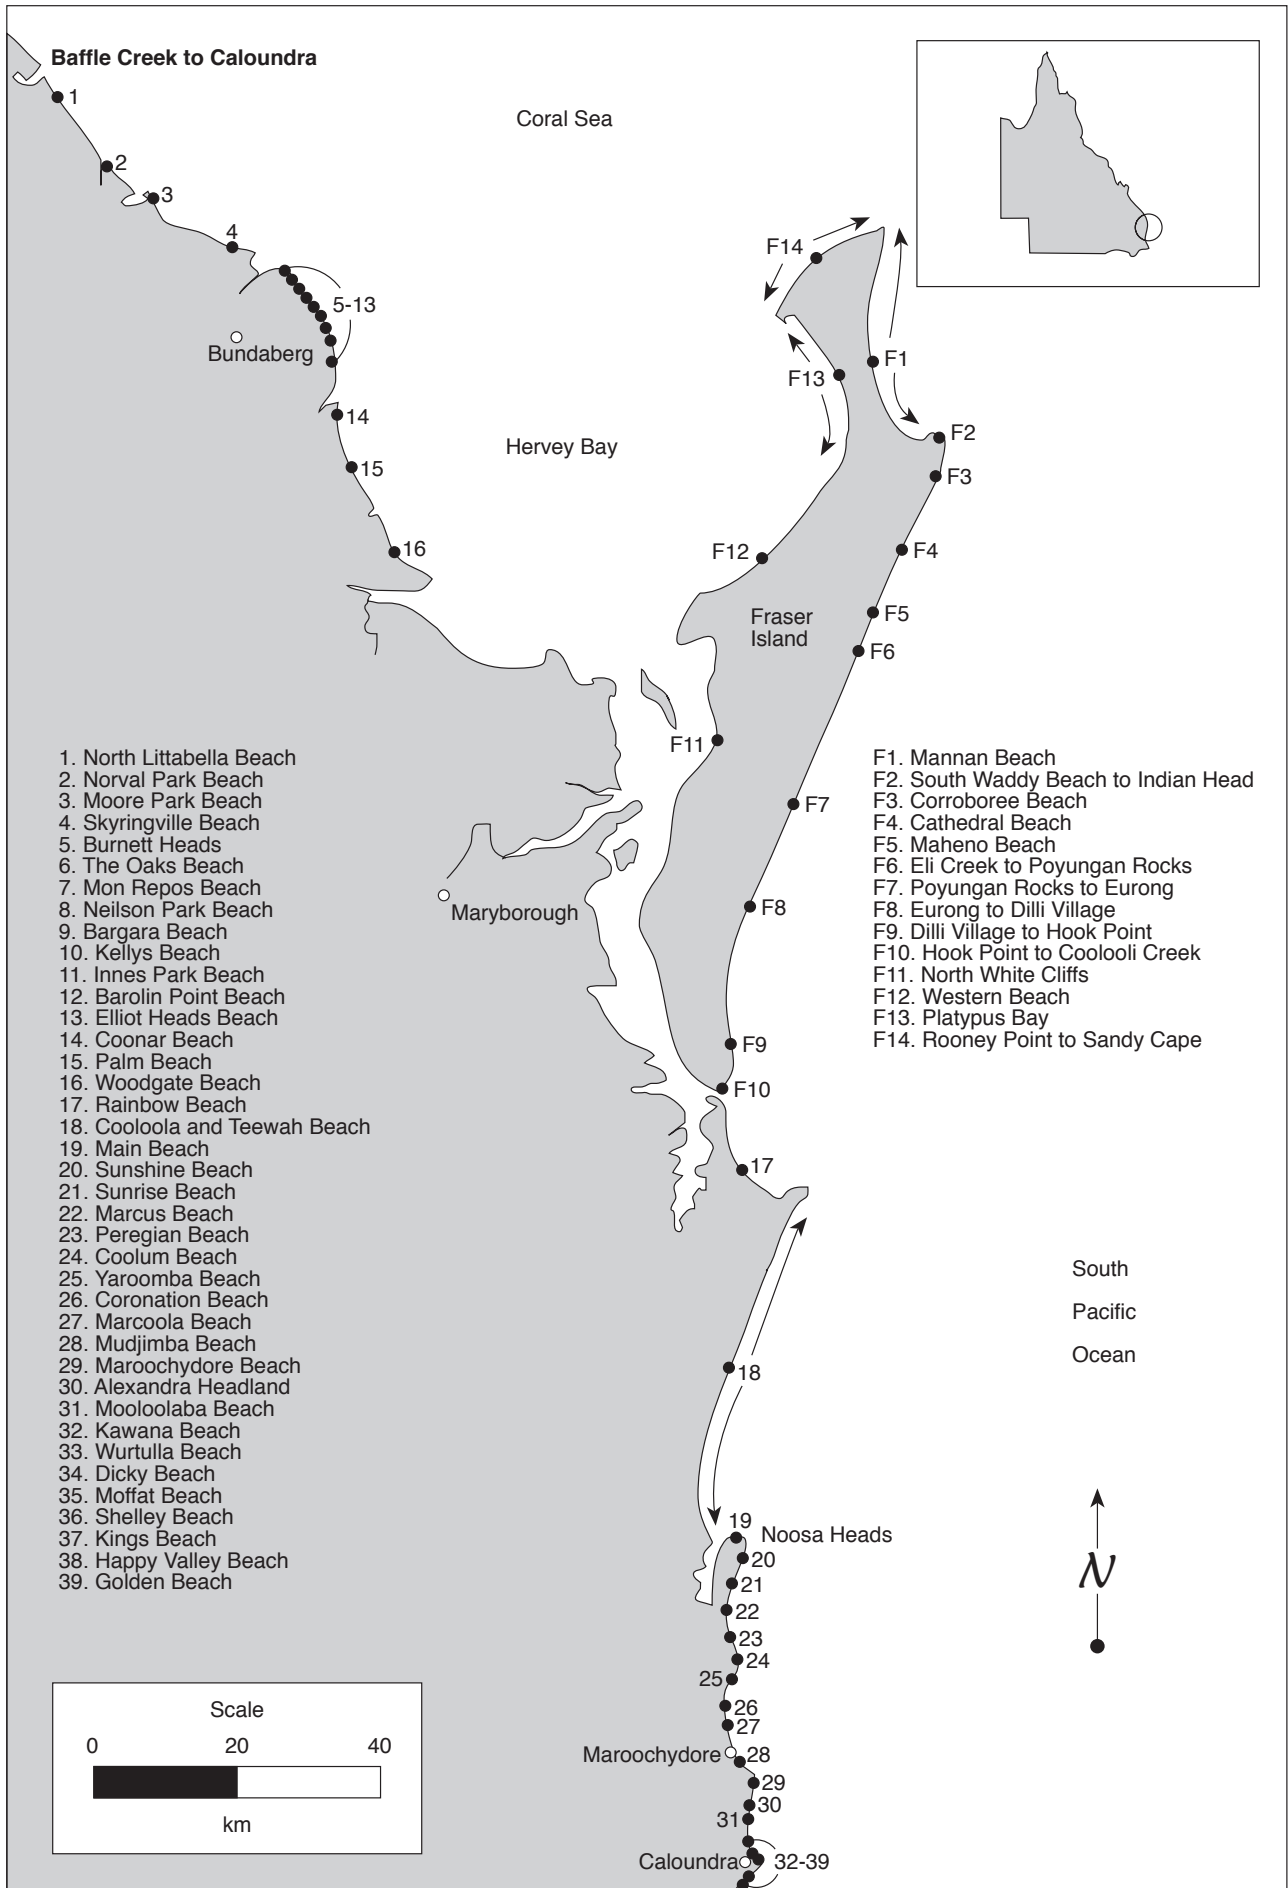 Baffle Creek to Caloundra
1
Coral Sea
2
3
4
F14
5-13
Bundaberg
F1
F13
14
F2
Hervey Bay
15
F3
16
F12
F4
Fraser
Island
F5
F6
F11
1. North Littabella Beach
2. Norval Park Beach
3. Moore Park Beach
4. Skyringville Beach
5. Burnett Heads
6. The Oaks Beach
7. Mon Repos Beach
8. Neilson Park Beach
9. Bargara Beach
10. Kellys Beach
11. Innes Park Beach
12. Barolin Point Beach
13. Elliot Heads Beach
14. Coonar Beach
15. Palm Beach
16. Woodgate Beach
17. Rainbow Beach
18. Cooloola and Teewah Beach
19. Main Beach
20. Sunshine Beach
21. Sunrise Beach
22. Marcus Beach
23. Peregian Beach
24. Coolum Beach
25. Yaroomba Beach
26. Coronation Beach
27. Marcoola Beach
28. Mudjimba Beach
29. Maroochydore Beach
30. Alexandra Headland
31. Mooloolaba Beach
32. Kawana Beach
33. Wurtulla Beach
34. Dicky Beach
35. Moffat Beach
36. Shelley Beach
37. Kings Beach
38. Happy Valley Beach
39. Golden Beach
F1. Mannan Beach
F2. South Waddy Beach to Indian Head
F3. Corroboree Beach
F4. Cathedral Beach
F5. Maheno Beach
F6. Eli Creek to Poyungan Rocks
F7. Poyungan Rocks to Eurong
F8. Eurong to Dilli Village
F9. Dilli Village to Hook Point
F10. Hook Point to Coolooli Creek
F11. North White Cliffs
F12. Western Beach
F13. Platypus Bay
F14. Rooney Point to Sandy Cape
F7
Maryborough
F8
F9
F10
17
South
Pacific
Ocean
18
19
Noosa Heads
20
21
22
23
24
25
26
27
Maroochydore
28
29
30
31
Caloundra
32-39
N
Scale
0 20 40
km